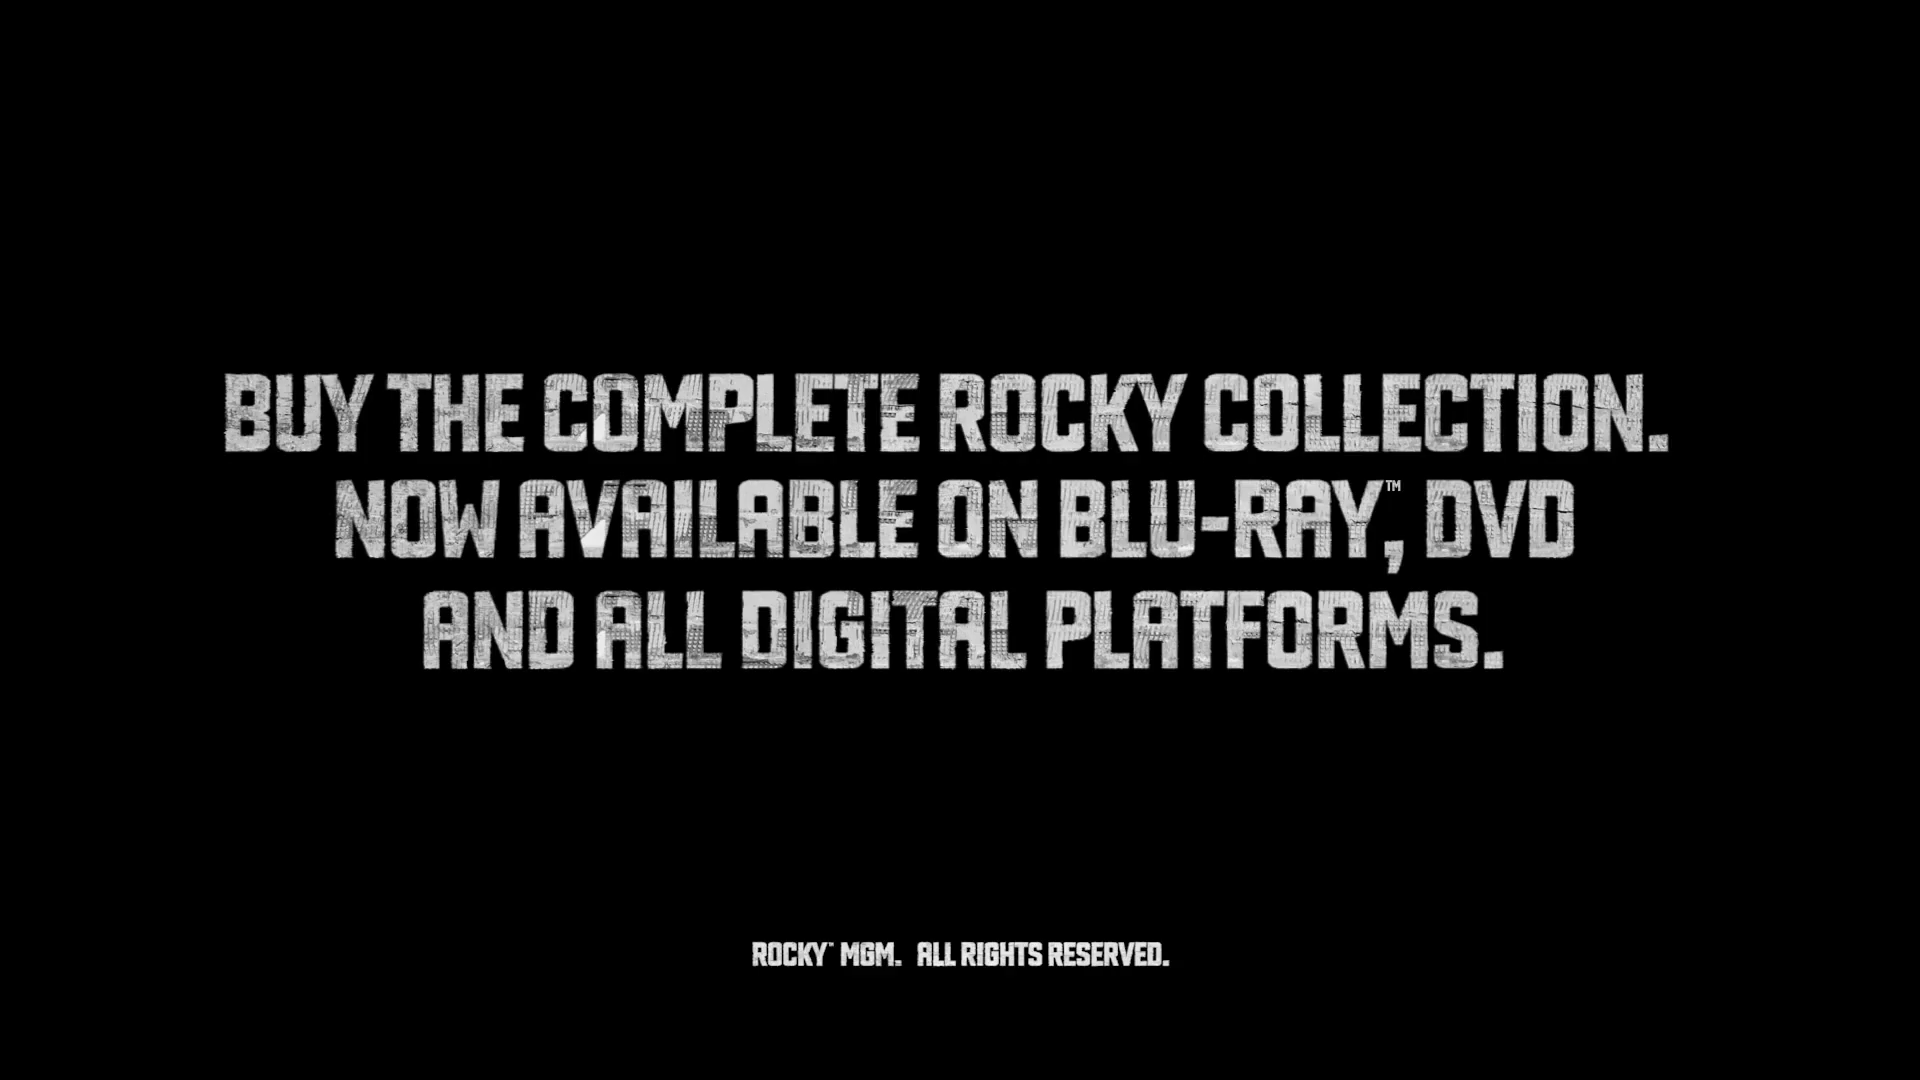 BUY THE COMPLETE ROCKY COLLECTION.
NOW AVAILABLE ON BLU-RAY™, DVD
AND ALL DIGITAL PLATFORMS.
ROCKY™ MGM. ALL RIGHTS RESERVED.